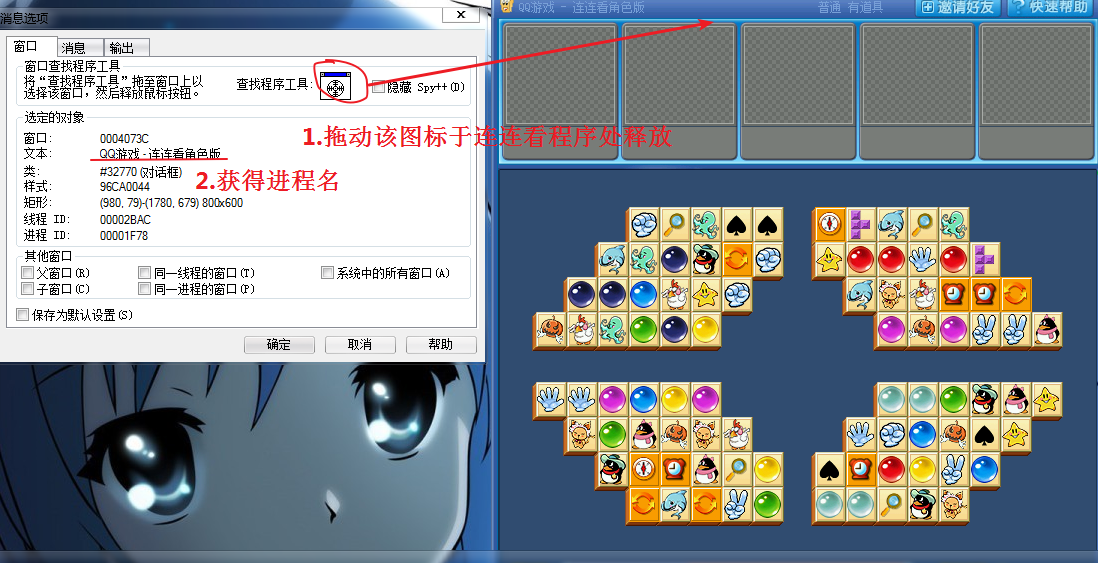 消息选项
窗口 消息 输出
窗口查找程序工具
将“查找程序工具”拖至窗口上以
选择该窗口，然后释放鼠标按钮。
查找程序工具:
隐藏 Spy++(D)
选定的对象
窗口: 0004073C
文本: QQ游戏 - 连连看角色版
类: #32770 (对话框)
样式: 96CA0044
矩形: (980, 79)-(1780, 679) 800x600
线程 ID: 00002BAC
进程 ID: 00001F78
其他窗口
父窗口(R) 同一线程的窗口(T) 系统中的所有窗口(A)
子窗口(C) 同一进程的窗口(P)
保存为默认设置(S)
确定 取消 帮助
1.拖动该图标于连连看程序处释放
2.获得进程名
QQ游戏 - 连连看角色版
普通 有道具
邀请好友
? 快速帮助